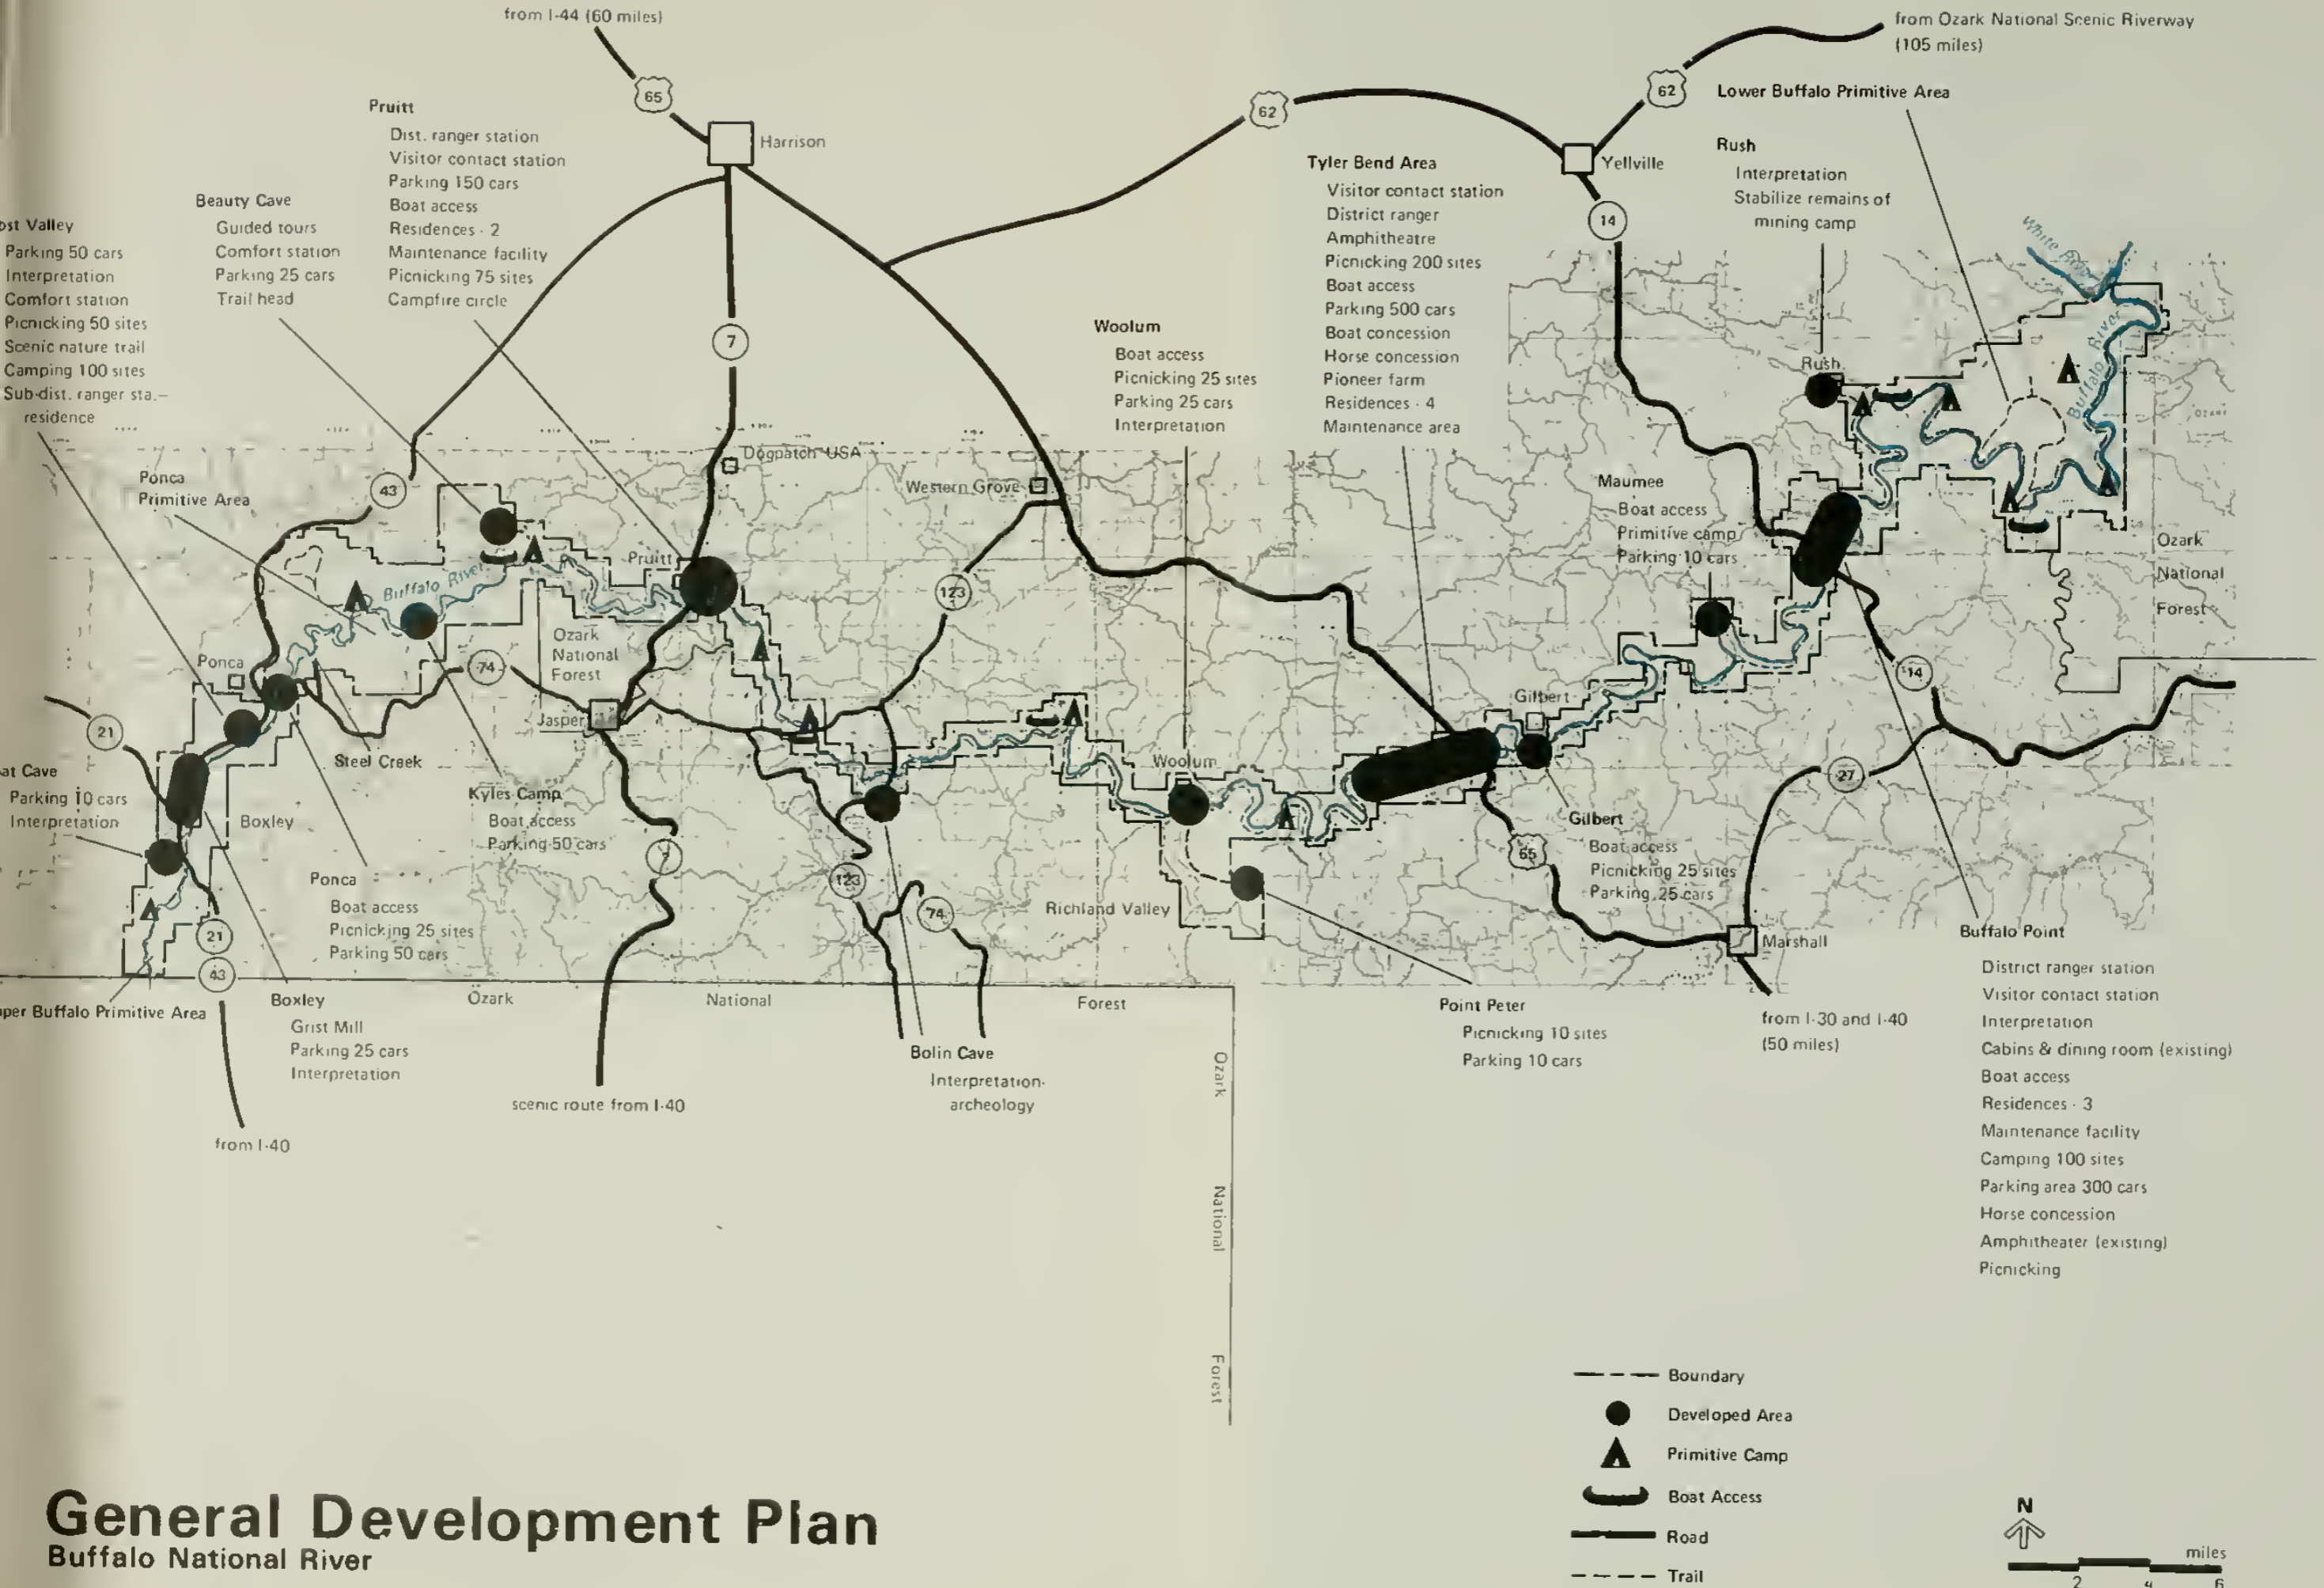 from I-44 (60 miles)
65
Harrison
62
62
from Ozark National Scenic Riverway
(105 miles)
Yellville
14
Lower Buffalo Primitive Area
Rush
Interpretation
Stabilize remains of
mining camp
White River
Buffalo River
Rush
Pruitt
Dist. ranger station
Visitor contact station
Parking 150 cars
Boat access
Residences - 2
Maintenance facility
Picnicking 75 sites
Campfire circle
Beauty Cave
Guided tours
Comfort station
Parking 25 cars
Trail head
Valley
Parking 50 cars
Interpretation
Comfort station
Picnicking 50 sites
Scenic nature trail
Camping 100 sites
Sub-dist. ranger sta.-
residence
7
Tyler Bend Area
Visitor contact station
District ranger
Amphitheatre
Picnicking 200 sites
Boat access
Parking 500 cars
Boat concession
Horse concession
Pioneer farm
Residences - 4
Maintenance area
Woolum
Boat access
Picnicking 25 sites
Parking 25 cars
Interpretation
Dogpatch USA
Western Grove
43
Ponca
Primitive Area
Buffalo River
Pruitt
123
Maumee
Boat access
Primitive camp
Parking 10 cars
Ozark
National
Forest
Ozark
National
Forest
Ponca
74
Jasper
21
Steel Creek
Cave
Parking 10 cars
Interpretation
Boxley
Kyles Camp
Boat access
Parking 50 cars
Woolum
Gilbert
14
27
Gilbert
Boat access
Picnicking 25 sites
Parking 25 cars
65
7
123
74
Richland Valley
Ponca
Boat access
Picnicking 25 sites
Parking 50 cars
21
43
Primitive Area
Boxley
Grist Mill
Parking 25 cars
Interpretation
Ozark
National
Forest
Marshall
from I-30 and I-40
(50 miles)
Point Peter
Picnicking 10 sites
Parking 10 cars
Bolin Cave
Interpretation-
archeology
scenic route from I-40
from I-40
Ozark
National
Forest
Buffalo Point
District ranger station
Visitor contact station
Interpretation
Cabins & dining room (existing)
Boat access
Residences - 3
Maintenance facility
Camping 100 sites
Parking area 300 cars
Horse concession
Amphitheater (existing)
Picnicking
Boundary
Developed Area
Primitive Camp
Boat Access
Road
Trail
N
miles
2 4 6
General Development Plan
Buffalo National River